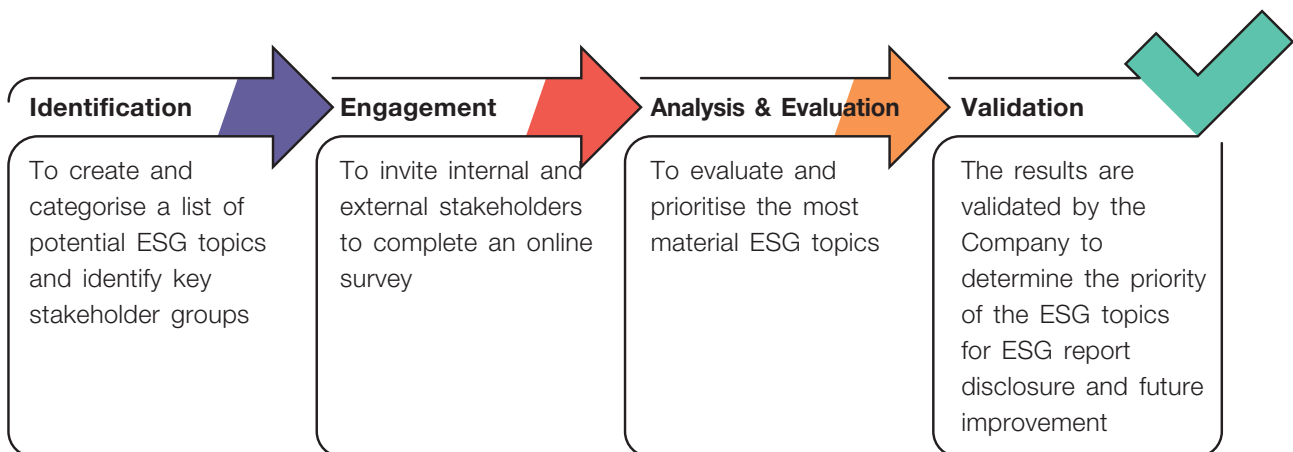 Identification
To create and
categorise a list of
potential ESG topics
and identify key
stakeholder groups
Engagement
To invite internal and
external stakeholders
to complete an online
survey
Analysis & Evaluation
To evaluate and
prioritise the most
material ESG topics
Validation
The results are
validated by the
Company to
determine the priority
of the ESG topics
for ESG report
disclosure and future
improvement